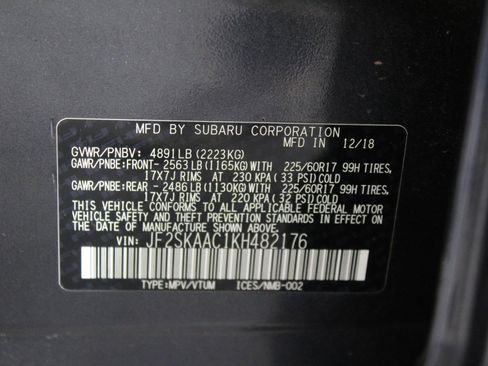 MFD BY SUBARU CORPORATION
MFD IN 12/18
GVWR/PNBV: 4891LB(2223KG)
GAWR/PNBE:FRONT- 2563LB(1165KG)WITH 225/60R17 99H TIRES,
17X7J RIMS AT 230 KPA(33 PSI)COLD
GAWR/PNBE:REAR- 2486LB(1130KG)WITH 225/60R17 99H TIRES,
17X7J RIMS AT 220 KPA(32 PSI)COLD
THIS VEHICLE CONFORMS TO ALL APPLICABLE FEDERAL MOTOR
VEHICLE SAFETY AND THEFT PREVENTION STANDARDS IN EFFECT ON
THE DATE OF MANUFACTURE SHOWN ABOVE.
VIN: JF2SKAAC1KH482176
TYPE:MPV/VTUM ICES/NMB-002